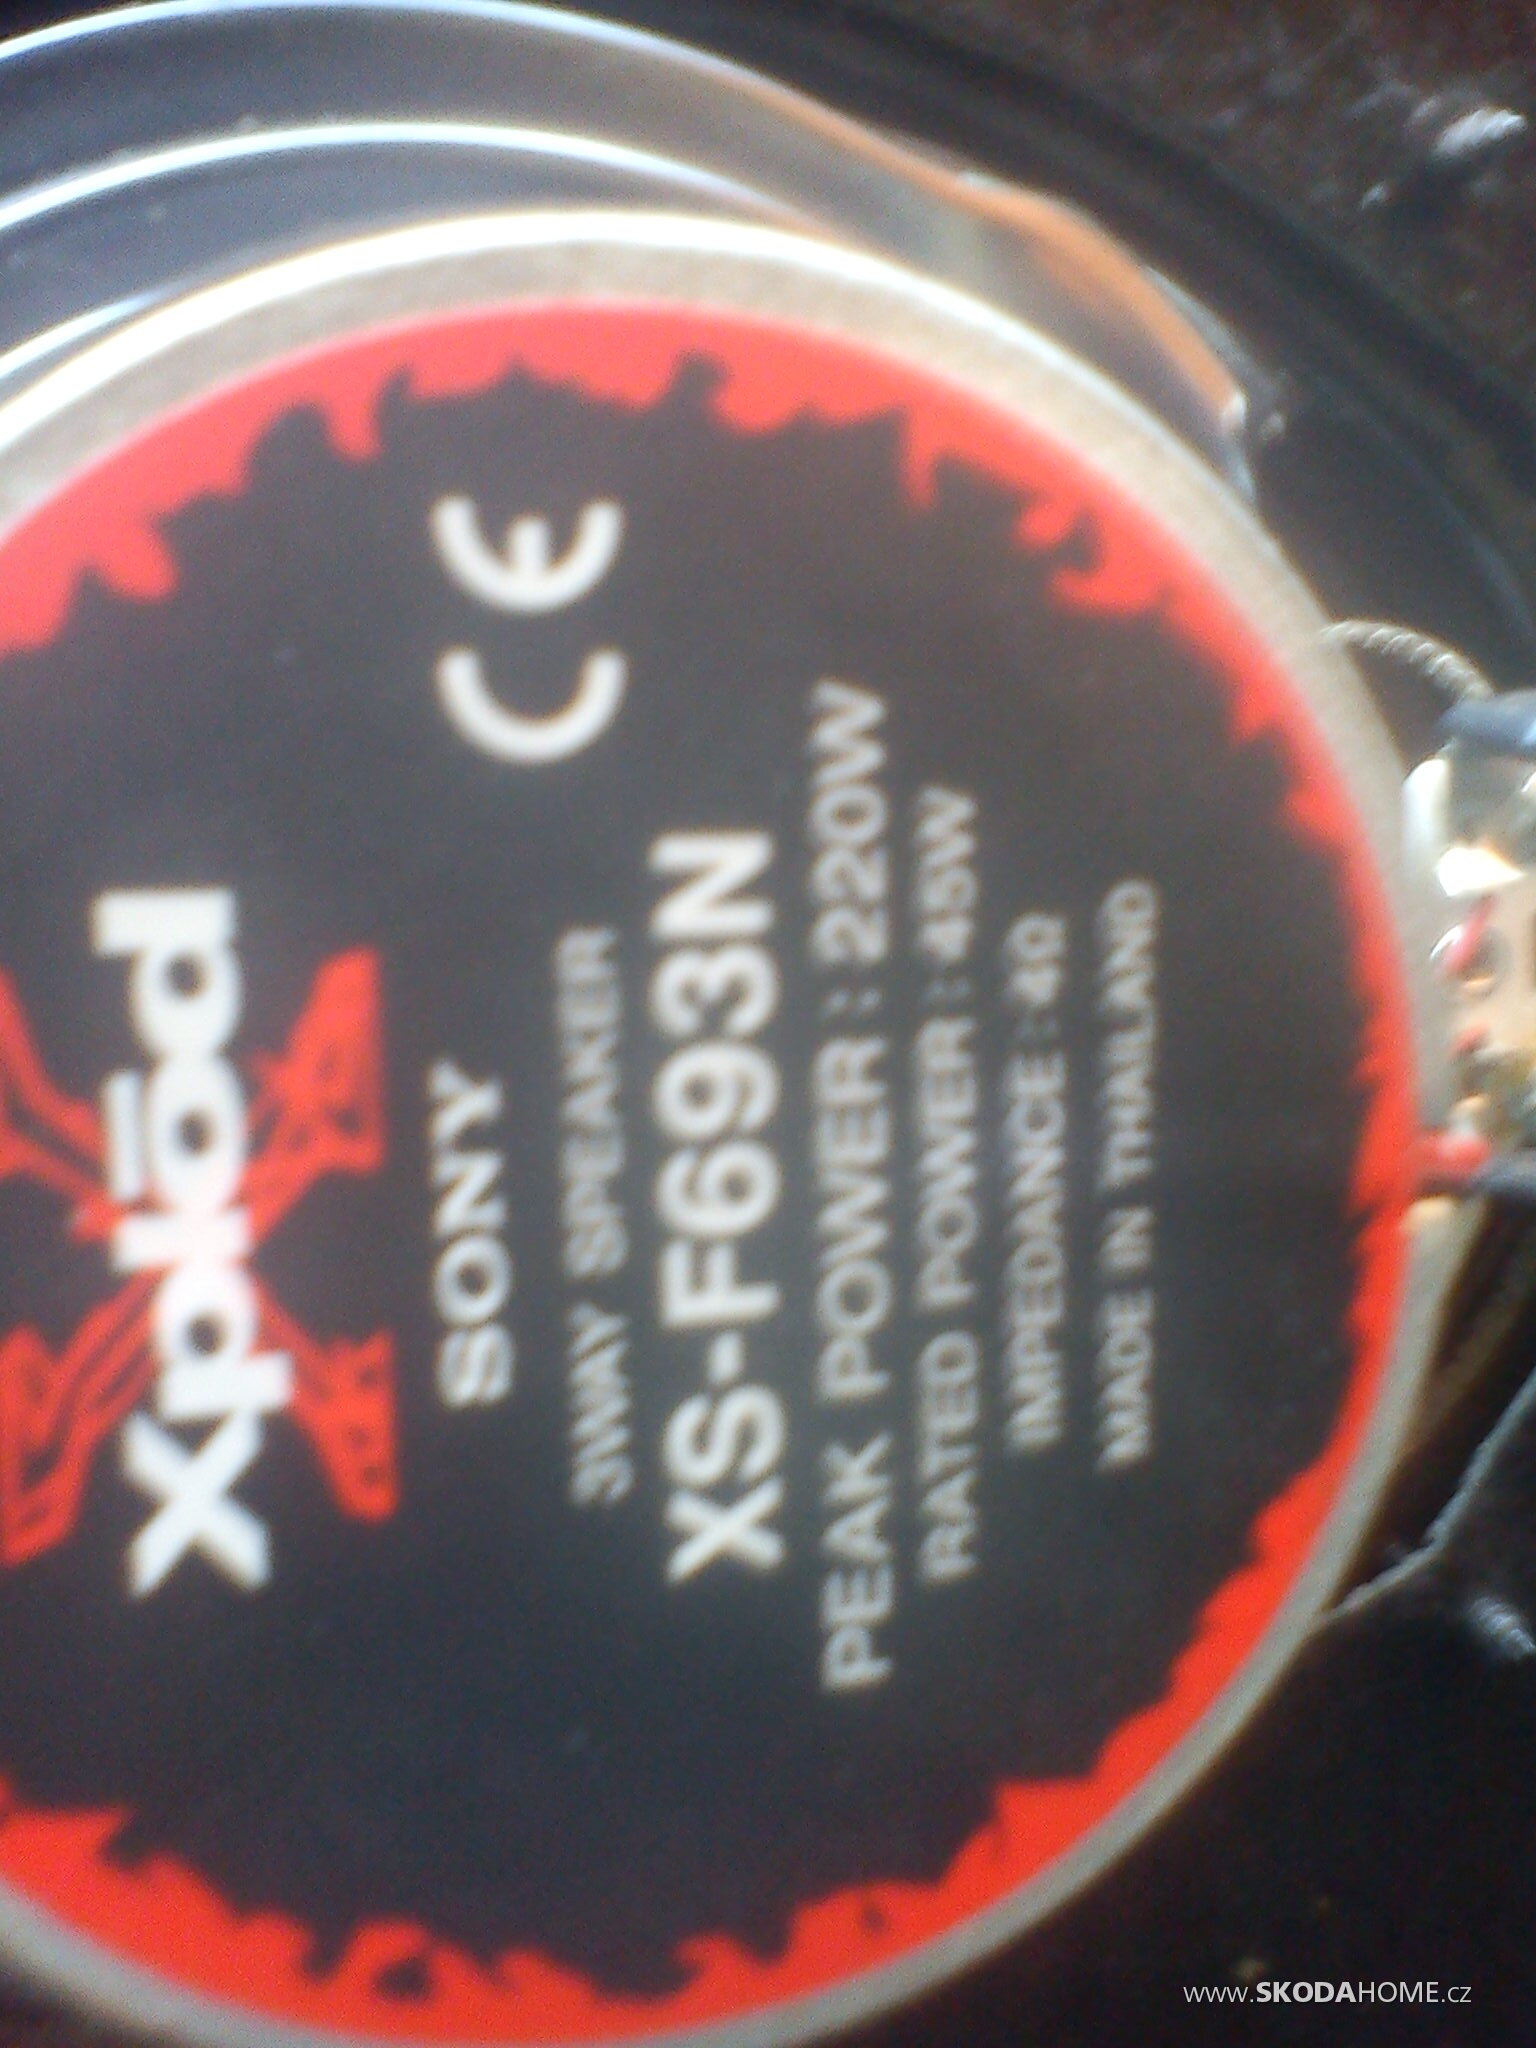 xplōd
SONY
CE
3WAY SPEAKER
XS-F693N
PEAK POWER : 220W
RATED POWER : 45W
IMPEDANCE : 4Ω
MADE IN THAILAND
www.SKODAHOME.cz